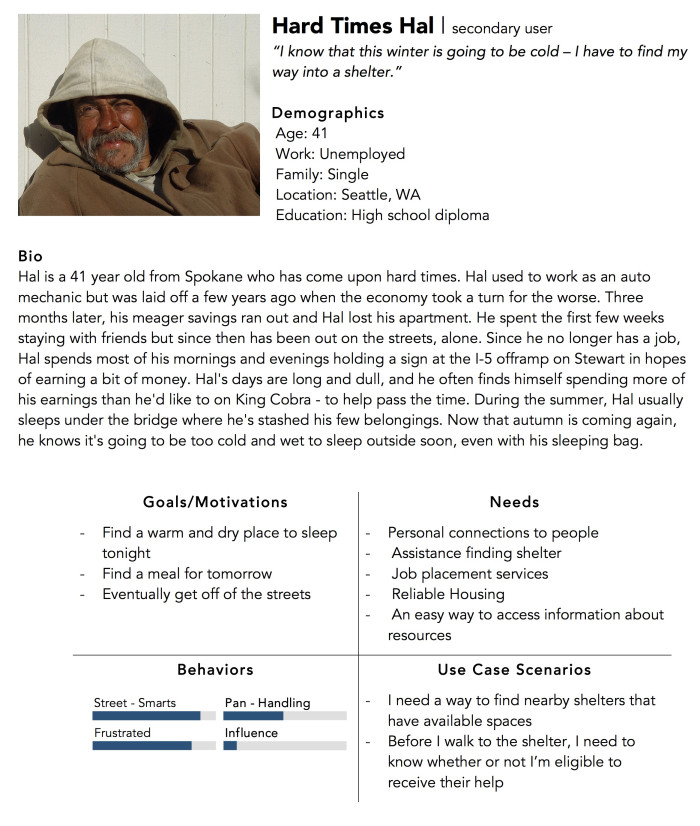 Hard Times Hal | secondary user
“I know that this winter is going to be cold – I have to find my
way into a shelter.”
Demographics
Age: 41
Work: Unemployed
Family: Single
Location: Seattle, WA
Education: High school diploma
Bio
Hal is a 41 year old from Spokane who has come upon hard times. Hal used to work as an auto
mechanic but was laid off a few years ago when the economy took a turn for the worse. Three
months later, his meager savings ran out and Hal lost his apartment. He spent the first few weeks
staying with friends but since then has been out on the streets, alone. Since he no longer has a job,
Hal spends most of his mornings and evenings holding a sign at the I-5 offramp on Stewart in hopes
of earning a bit of money. Hal's days are long and dull, and he often finds himself spending more of
his earnings than he'd like to on King Cobra - to help pass the time. During the summer, Hal usually
sleeps under the bridge where he's stashed his few belongings. Now that autumn is coming again,
he knows it's going to be too cold and wet to sleep outside soon, even with his sleeping bag.
Goals/Motivations
- Find a warm and dry place to sleep
tonight
- Find a meal for tomorrow
- Eventually get off of the streets
Needs
- Personal connections to people
- Assistance finding shelter
- Job placement services
- Reliable Housing
- An easy way to access information about
resources
Behaviors
Street - Smarts
Pan - Handling
Frustrated
Influence
Use Case Scenarios
- I need a way to find nearby shelters that
have available spaces
- Before I walk to the shelter, I need to
know whether or not I’m eligible to
receive their help